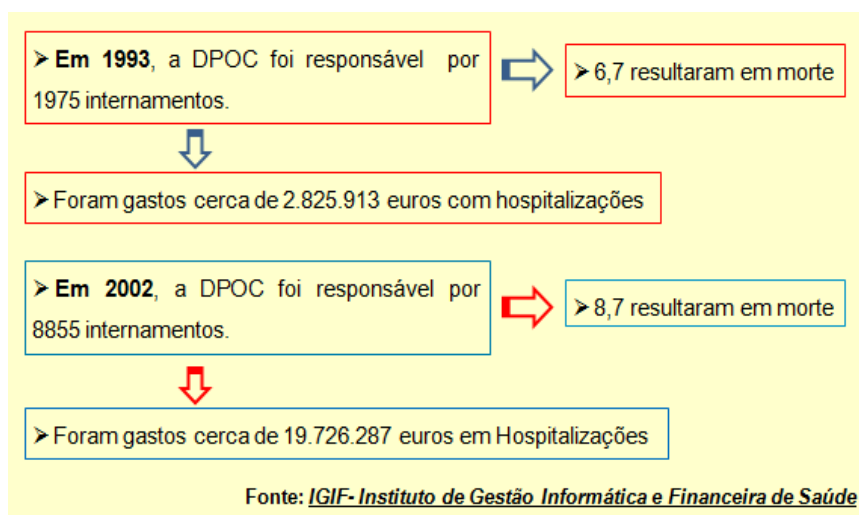 ➢ Em 1993, a DPOC foi responsável por
1975 internamentos.
➢ 6,7 resultaram em morte
➢ Foram gastos cerca de 2.825.913 euros com hospitalizações
➢ Em 2002, a DPOC foi responsável por
8855 internamentos.
➢ 8,7 resultaram em morte
➢ Foram gastos cerca de 19.726.287 euros em Hospitalizações
Fonte: IGIF- Instituto de Gestão Informática e Financeira de Saúde